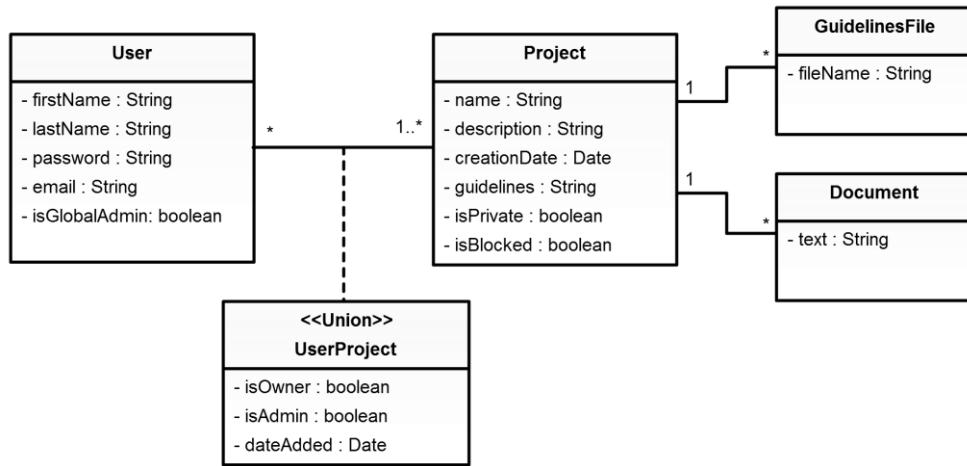 User
- firstName : String
- lastName : String
- password : String
- email : String
- isGlobalAdmin: boolean
*
1..*
Project
- name : String
- description : String
- creationDate : Date
- guidelines : String
- isPrivate : boolean
- isBlocked : boolean
1
*
GuidelinesFile
- fileName : String
1
*
Document
- text : String
<<Union>>
UserProject
- isOwner : boolean
- isAdmin : boolean
- dateAdded : Date